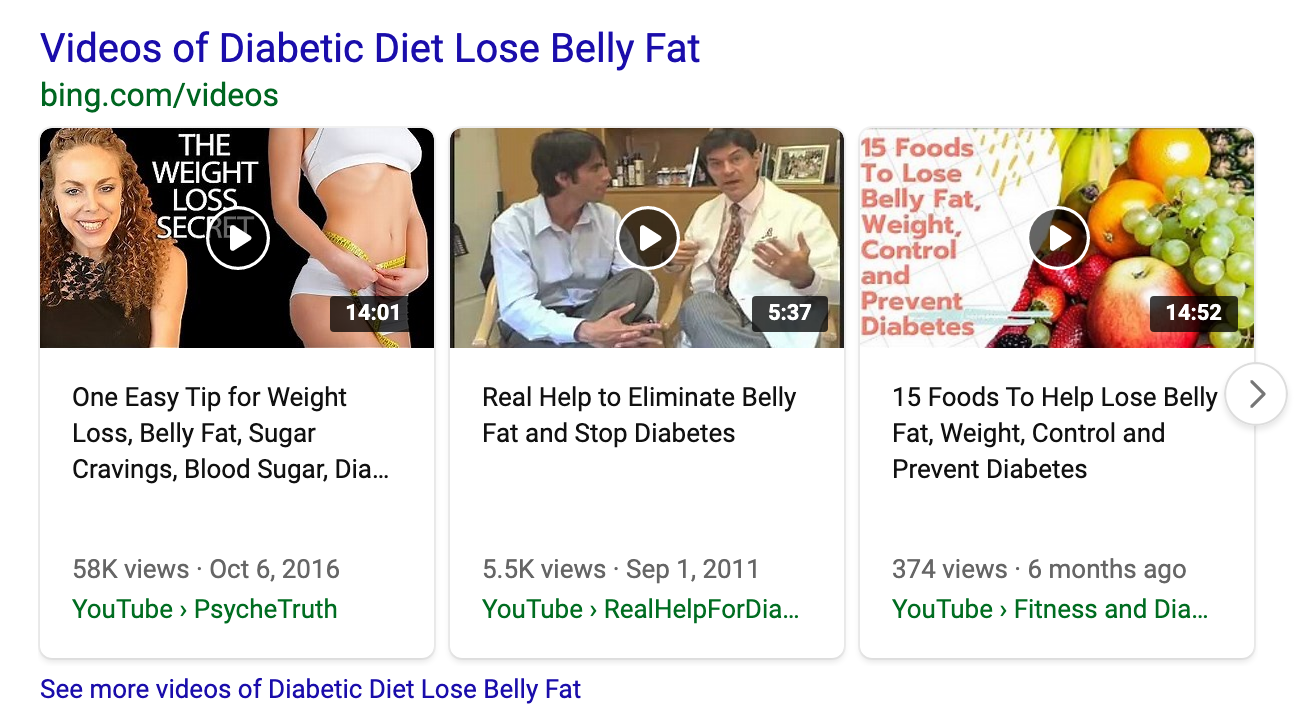 Videos of Diabetic Diet Lose Belly Fat
bing.com/videos
THE
WEIGHT
LOSS
SECRET
14:01
One Easy Tip for Weight
Loss, Belly Fat, Sugar
Cravings, Blood Sugar, Dia...
58K views · Oct 6, 2016
YouTube › PsycheTruth
5:37
Real Help to Eliminate Belly
Fat and Stop Diabetes
5.5K views · Sep 1, 2011
YouTube › RealHelpForDia...
15 Foods
To Lose
Belly Fat,
Weight,
Control
and
Prevent
Diabetes
14:52
15 Foods To Help Lose Belly
Fat, Weight, Control and
Prevent Diabetes
374 views · 6 months ago
YouTube › Fitness and Dia...
See more videos of Diabetic Diet Lose Belly Fat